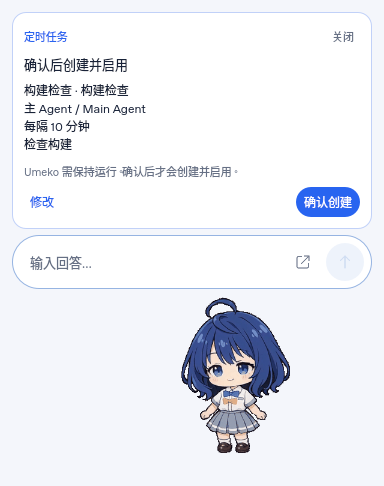 定时任务
关闭
确认后创建并启用
构建检查 · 构建检查
主 Agent / Main Agent
每隔 10 分钟
检查构建
Umeko 需保持运行。确认后才会创建并启用。
修改
确认创建
输入回答...